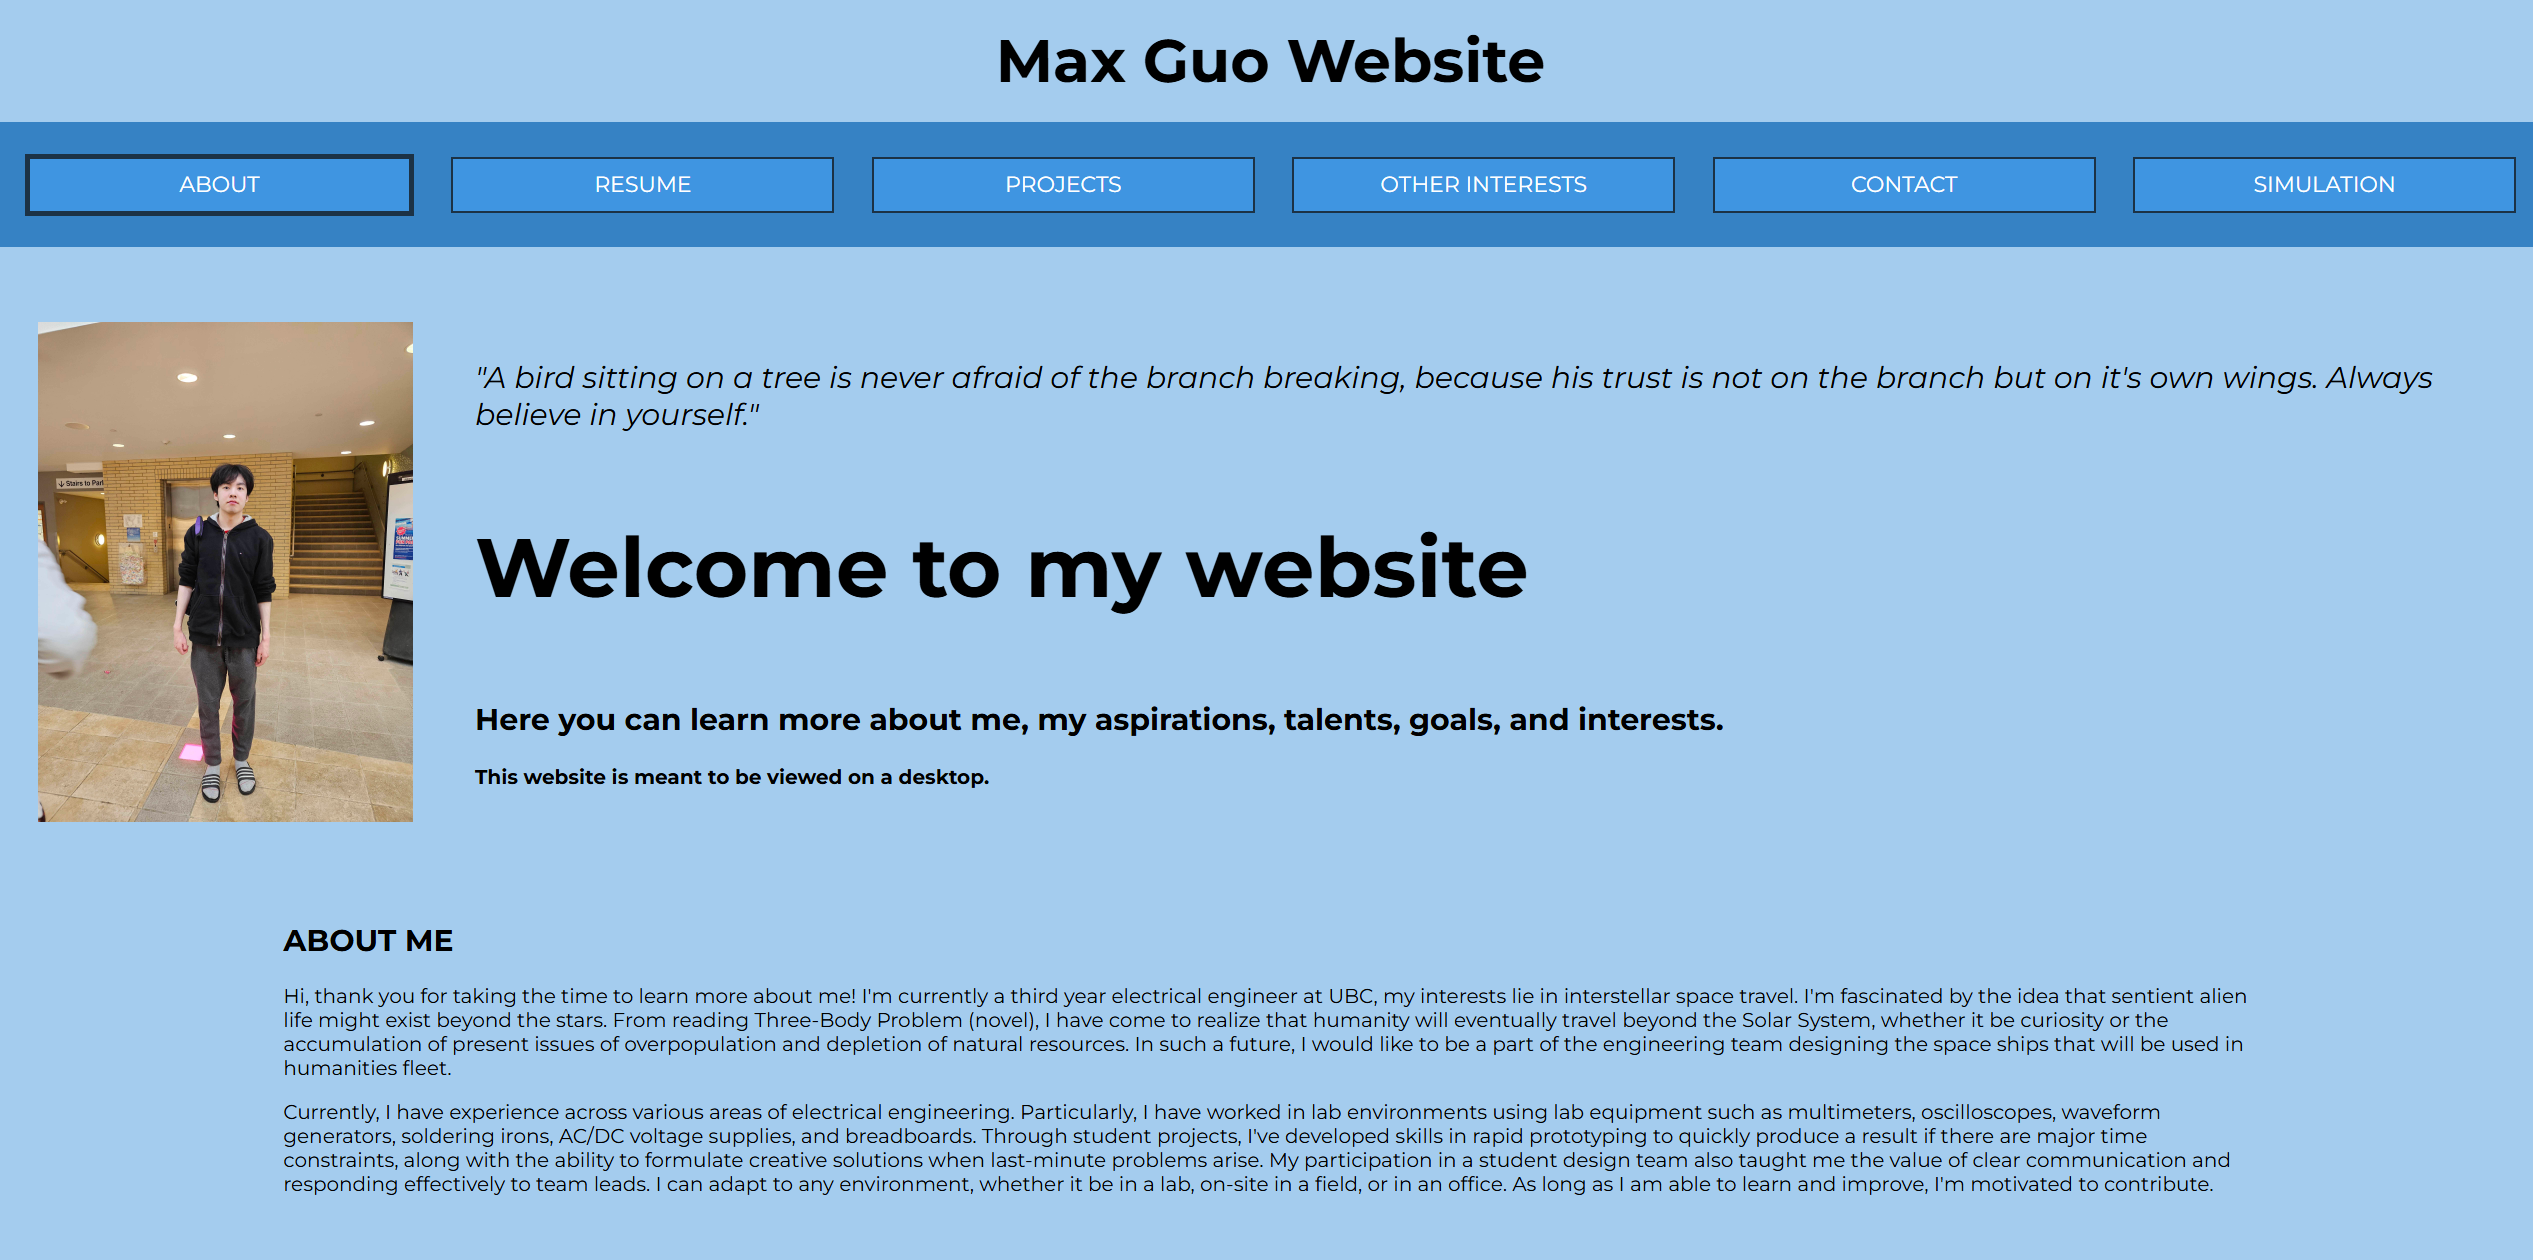 Max Guo Website
ABOUT
RESUME
PROJECTS
OTHER INTERESTS
CONTACT
SIMULATION
"A bird sitting on a tree is never afraid of the branch breaking, because his trust is not on the branch but on it's own wings. Always
believe in yourself."
Stairs to Par
Welcome to my website
Here you can learn more about me, my aspirations, talents, goals, and interests.
This website is meant to be viewed on a desktop.
ABOUT ME
Hi, thank you for taking the time to learn more about me! I'm currently a third year electrical engineer at UBC, my interests lie in interstellar space travel. I'm fascinated by the idea that sentient alien
life might exist beyond the stars. From reading Three-Body Problem (novel), I have come to realize that humanity will eventually travel beyond the Solar System, whether it be curiosity or the
accumulation of present issues of overpopulation and depletion of natural resources. In such a future, I would like to be a part of the engineering team designing the space ships that will be used in
humanities fleet.
Currently, I have experience across various areas of electrical engineering. Particularly, I have worked in lab environments using lab equipment such as multimeters, oscilloscopes, waveform
generators, soldering irons, AC/DC voltage supplies, and breadboards. Through student projects, I've developed skills in rapid prototyping to quickly produce a result if there are major time
constraints, along with the ability to formulate creative solutions when last-minute problems arise. My participation in a student design team also taught me the value of clear communication and
responding effectively to team leads. I can adapt to any environment, whether it be in a lab, on-site in a field, or in an office. As long as I am able to learn and improve, I'm motivated to contribute.